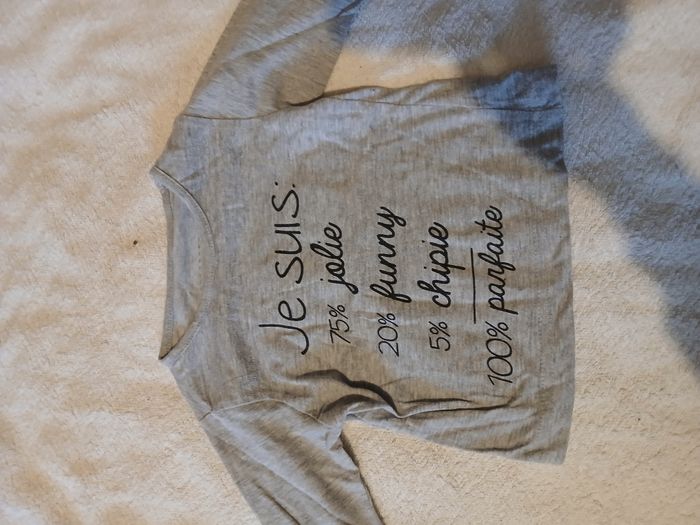 Je suis:
75% jolie
20% funny
5% chipie
100% parfaite